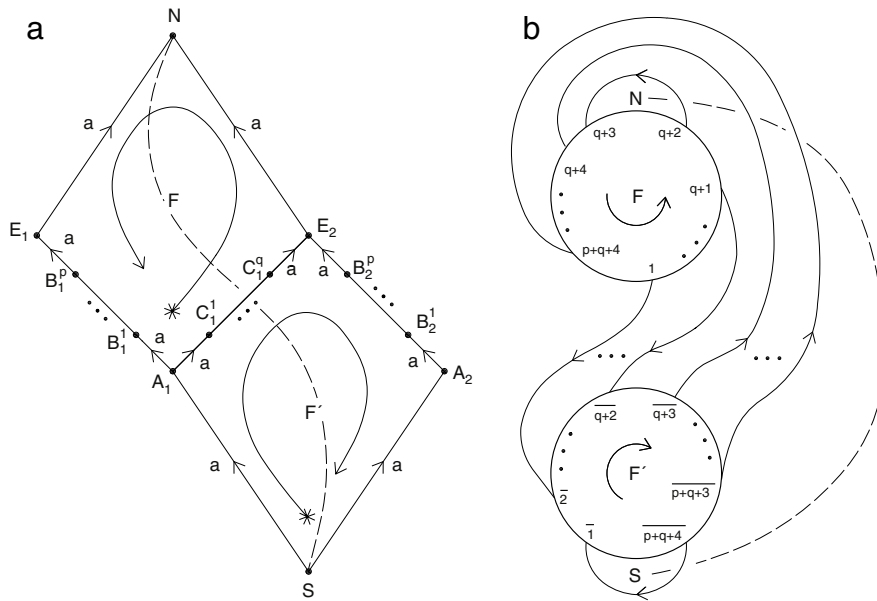 a
N
a
a
F
E₁
a
B₁ᵖ
B₁¹
a
A₁
C₁^q
C₁¹
a
a
E₂
a
B₂ᵖ
B₂¹
a
A₂
F´
a
a
S
b
N
q+3
q+2
q+4
q+1
F
p+q+4
1
q̅+̅2̅
q̅+̅3̅
F´
2̅
p̅+̅q̅+̅3̅
1̅
p̅+̅q̅+̅4̅
S